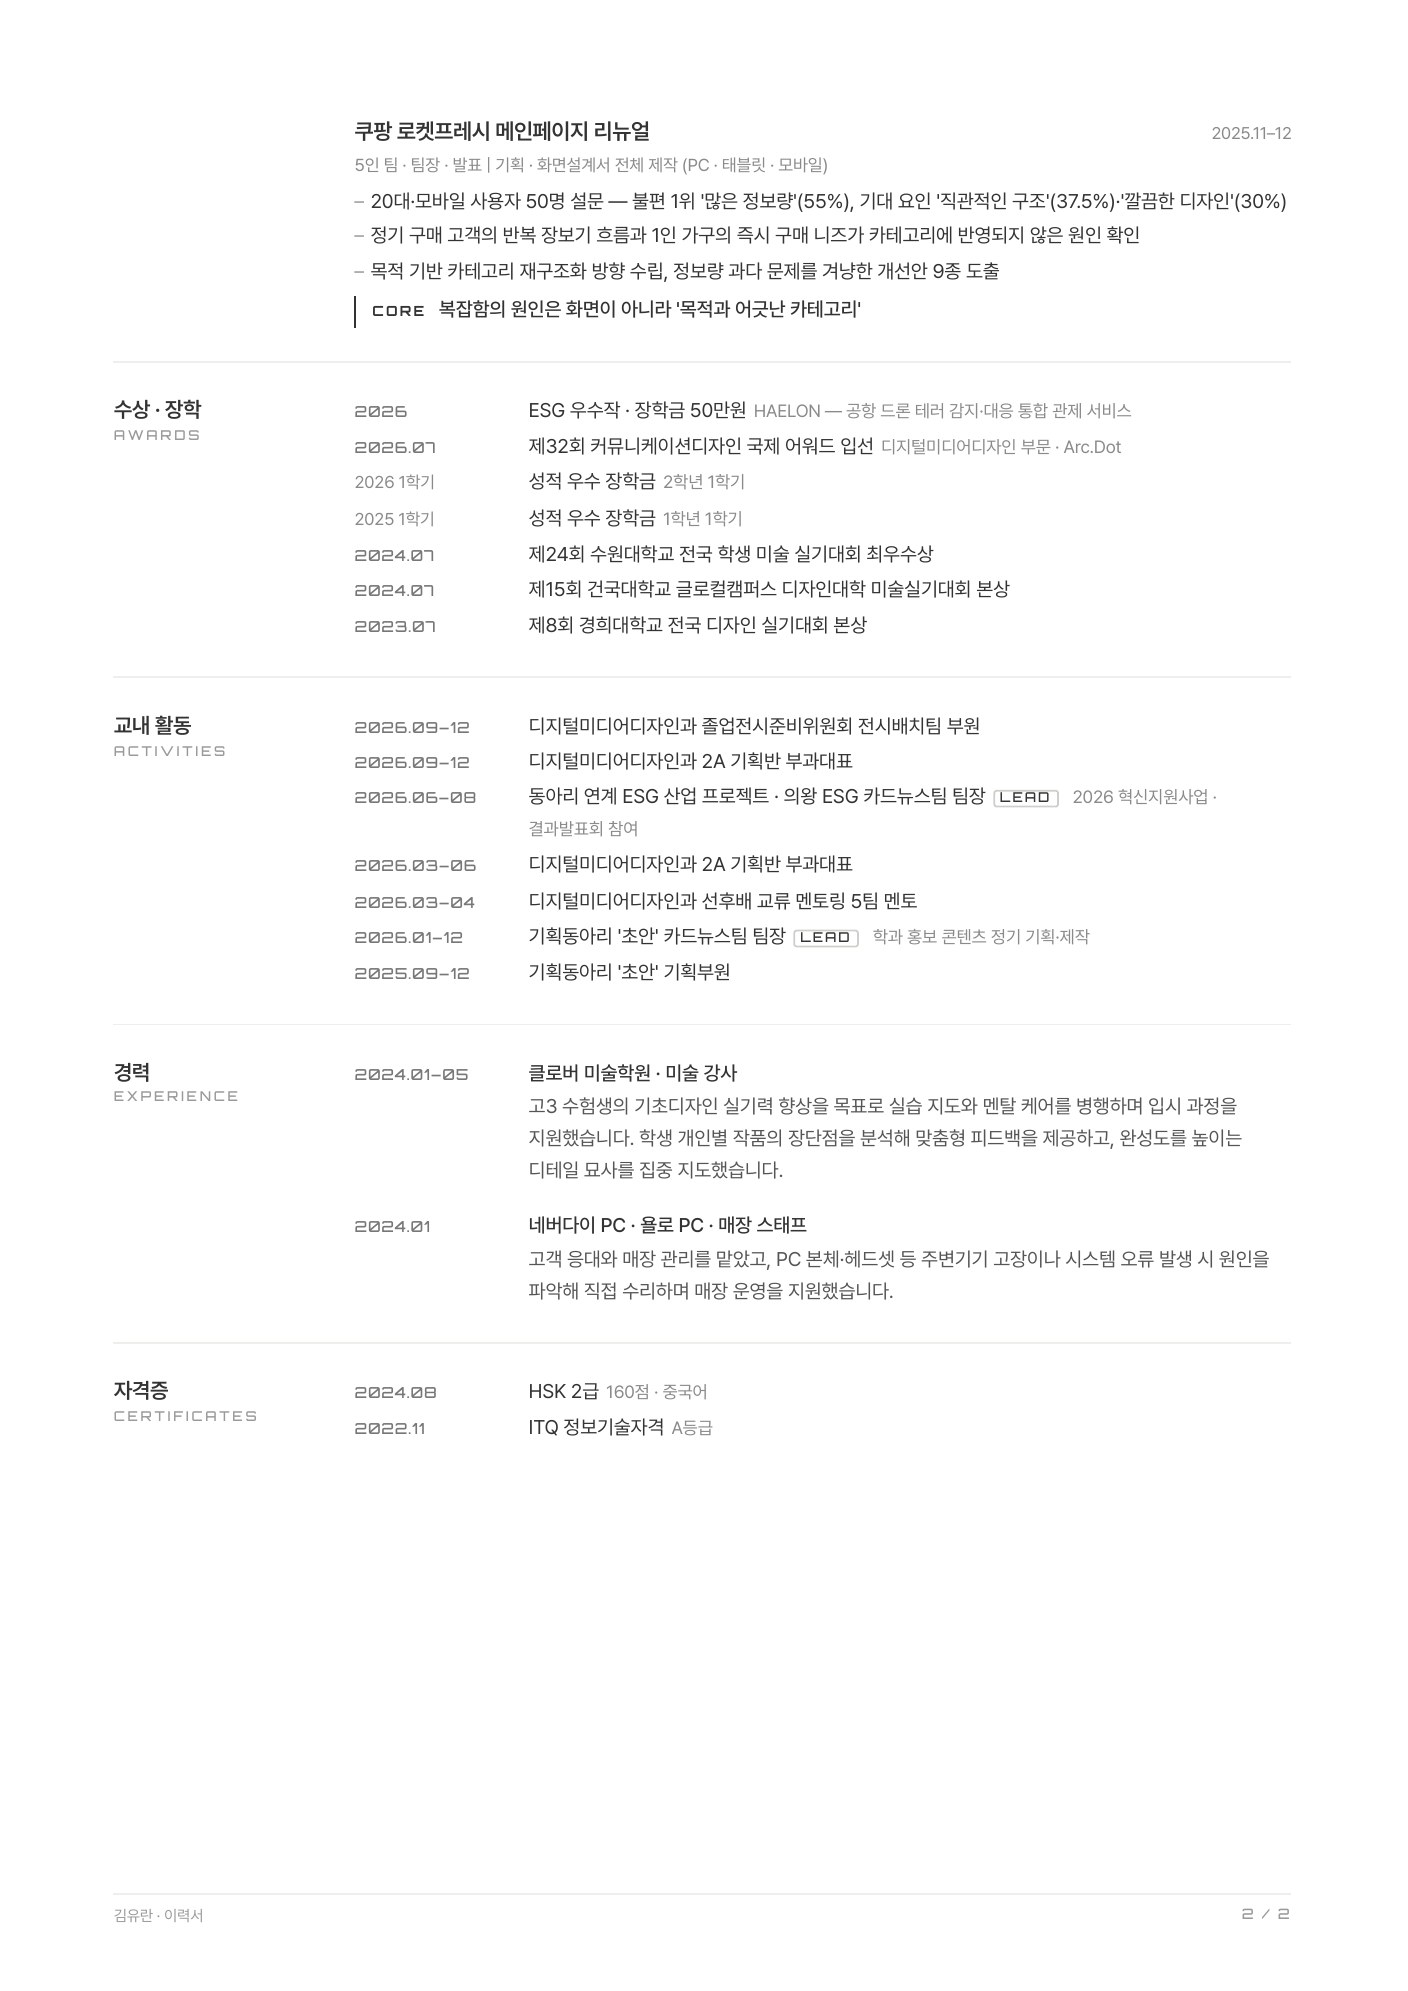 쿠팡 로켓프레시 메인페이지 리뉴얼 2025.11–12
5인 팀 · 팀장 · 발표 | 기획 · 화면설계서 전체 제작 (PC · 태블릿 · 모바일)
– 20대·모바일 사용자 50명 설문 — 불편 1위 '많은 정보량'(55%), 기대 요인 '직관적인 구조'(37.5%)·'깔끔한 디자인'(30%)
– 정기 구매 고객의 반복 장보기 흐름과 1인 가구의 즉시 구매 니즈가 카테고리에 반영되지 않은 원인 확인
– 목적 기반 카테고리 재구조화 방향 수립, 정보량 과다 문제를 겨냥한 개선안 9종 도출
CORE 복잡함의 원인은 화면이 아니라 '목적과 어긋난 카테고리'
수상 · 장학
AWARDS
2026 ESG 우수작 · 장학금 50만원 HAELON — 공항 드론 테러 감지·대응 통합 관제 서비스
2026.07 제32회 커뮤니케이션디자인 국제 어워드 입선 디지털미디어디자인 부문 · Arc.Dot
2026 1학기 성적 우수 장학금 2학년 1학기
2025 1학기 성적 우수 장학금 1학년 1학기
2024.07 제24회 수원대학교 전국 학생 미술 실기대회 최우수상
2024.07 제15회 건국대학교 글로컬캠퍼스 디자인대학 미술실기대회 본상
2023.07 제8회 경희대학교 전국 디자인 실기대회 본상
교내 활동
ACTIVITIES
2026.09–12 디지털미디어디자인과 졸업전시준비위원회 전시배치팀 부원
2026.09–12 디지털미디어디자인과 2A 기획반 부과대표
2026.06–08 동아리 연계 ESG 산업 프로젝트 · 의왕 ESG 카드뉴스팀 팀장 LEAD 2026 혁신지원사업 ·
결과발표회 참여
2026.03–06 디지털미디어디자인과 2A 기획반 부과대표
2026.03–04 디지털미디어디자인과 선후배 교류 멘토링 5팀 멘토
2026.01–12 기획동아리 '초안' 카드뉴스팀 팀장 LEAD 학과 홍보 콘텐츠 정기 기획·제작
2025.09–12 기획동아리 '초안' 기획부원
경력
EXPERIENCE
2024.01–05 클로버 미술학원 · 미술 강사
고3 수험생의 기초디자인 실기력 향상을 목표로 실습 지도와 멘탈 케어를 병행하며 입시 과정을
지원했습니다. 학생 개인별 작품의 장단점을 분석해 맞춤형 피드백을 제공하고, 완성도를 높이는
디테일 묘사를 집중 지도했습니다.
2024.01 네버다이 PC · 욜로 PC · 매장 스태프
고객 응대와 매장 관리를 맡았고, PC 본체·헤드셋 등 주변기기 고장이나 시스템 오류 발생 시 원인을
파악해 직접 수리하며 매장 운영을 지원했습니다.
자격증
CERTIFICATES
2024.08 HSK 2급 160점 · 중국어
2022.11 ITQ 정보기술자격 A등급
김유란 · 이력서 2 / 2